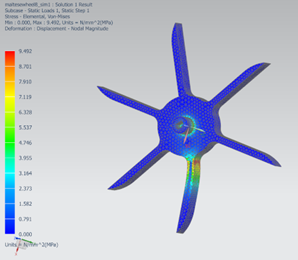 Solution 1 Result
Subcase - Static Loads 1, Static Step 1
Stress - Elemental, Von-Mises
Min : 0.000, Max : 9.492, Units = N/mm^2(MPa)
Deformation : Displacement - Nodal Magnitude
9.492
8.701
7.910
7.119
6.328
5.537
4.746
3.955
3.164
2.373
1.582
0.791
0.000
Units = N/mm^2(MPa)